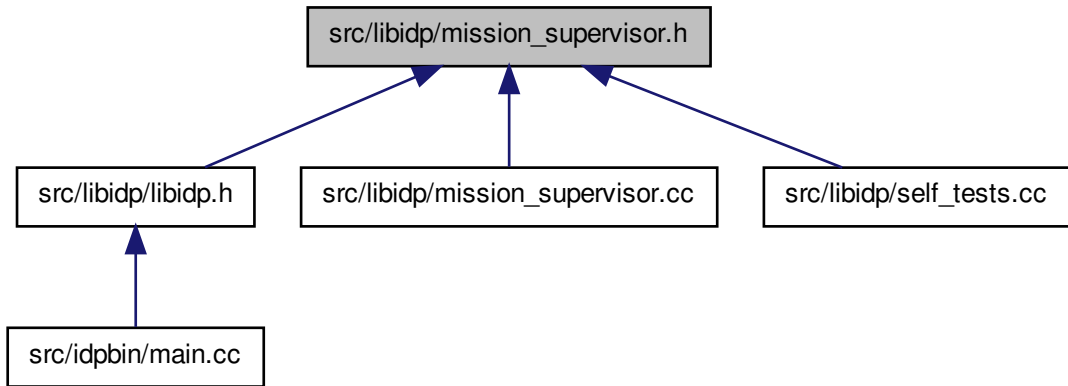 src/libidp/mission_supervisor.h
src/libidp/libidp.h
src/libidp/mission_supervisor.cc
src/libidp/self_tests.cc
src/idpbin/main.cc